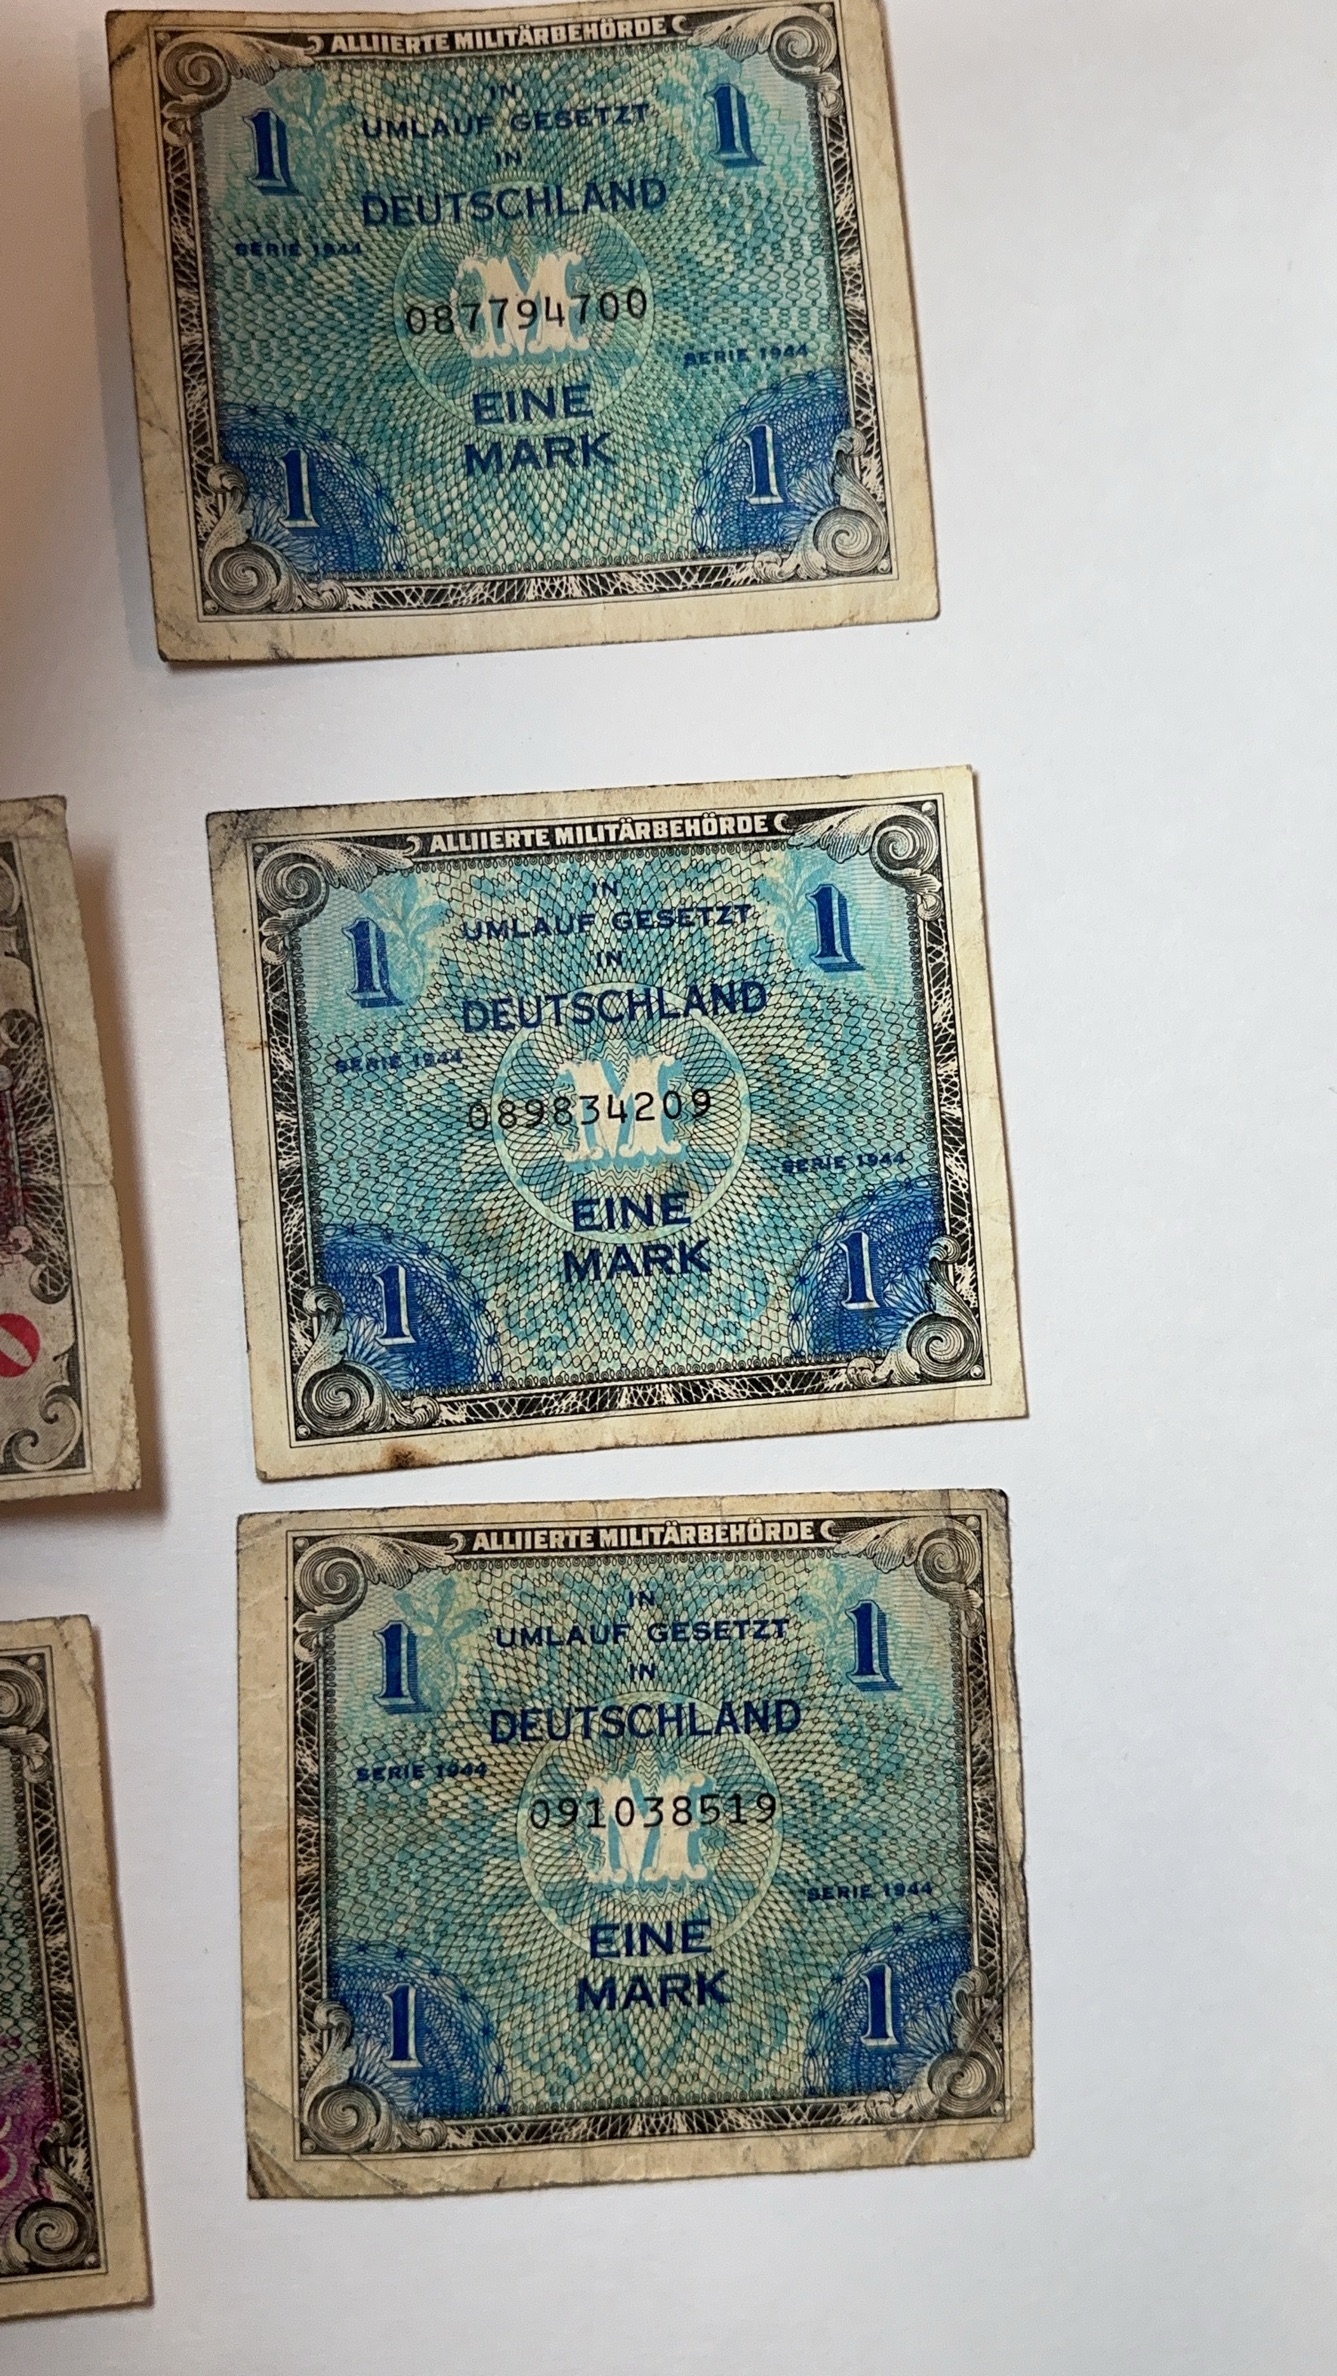 ALLIIERTE MILITÄRBEHÖRDE
1 1
IN
UMLAUF GESETZT
IN
DEUTSCHLAND
SERIE 1944
M
087794700
SERIE 1944
EINE
MARK
1 1
ALLIIERTE MILITÄRBEHÖRDE
1 1
IN
UMLAUF GESETZT
IN
DEUTSCHLAND
SERIE 1944
M
089834209
SERIE 1944
EINE
MARK
1 1
0
ALLIIERTE MILITÄRBEHÖRDE
1 1
IN
UMLAUF GESETZT
IN
DEUTSCHLAND
SERIE 1944
M
091038519
SERIE 1944
EINE
MARK
1 1